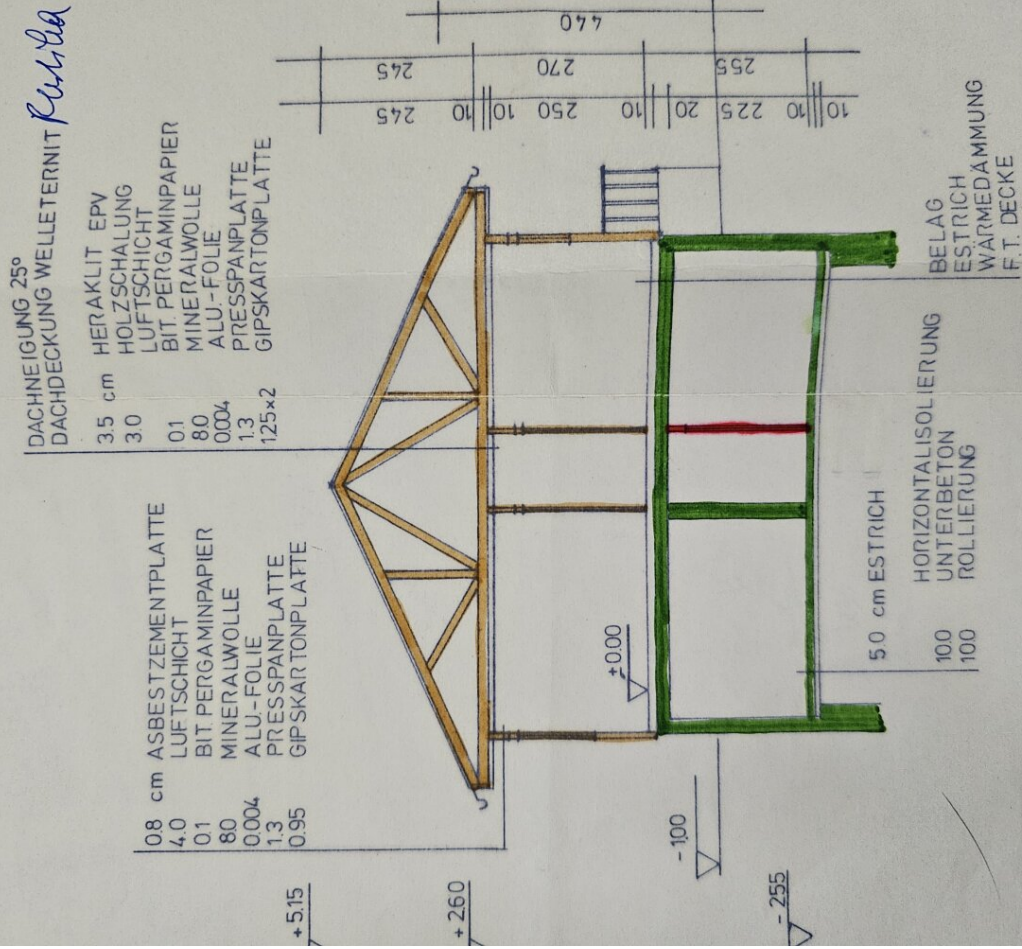 DACHNEIGUNG 25°
DACHDECKUNG WELLETERNIT
3.5 cm HERAKLIT EPV
3.0 HOLZSCHALUNG
LUFTSCHICHT
0.1 BIT. PERGAMINPAPIER
8.0 MINERALWOLLE
0.004 ALU.-FOLIE
1.3 PRESSPANPLATTE
1.25×2 GIPSKARTONPLATTE
0.8 cm ASBESTZEMENTPLATTE
4.0 LUFTSCHICHT
0.1 BIT. PERGAMINPAPIER
8.0 MINERALWOLLE
0.004 ALU.-FOLIE
1.3 PRESSPANPLATTE
0.95 GIPSKARTONPLATTE
440
245 270 255
245 10 10 250 10 20 225 10 10
+5.15
+2.60
±0.00
-1.00
-2.55
BELAG
ESTRICH
WÄRMEDÄMMUNG
F.T. DECKE
5.0 cm ESTRICH
HORIZONTALISOLIERUNG
10.0 UNTERBETON
10.0 ROLLIERUNG